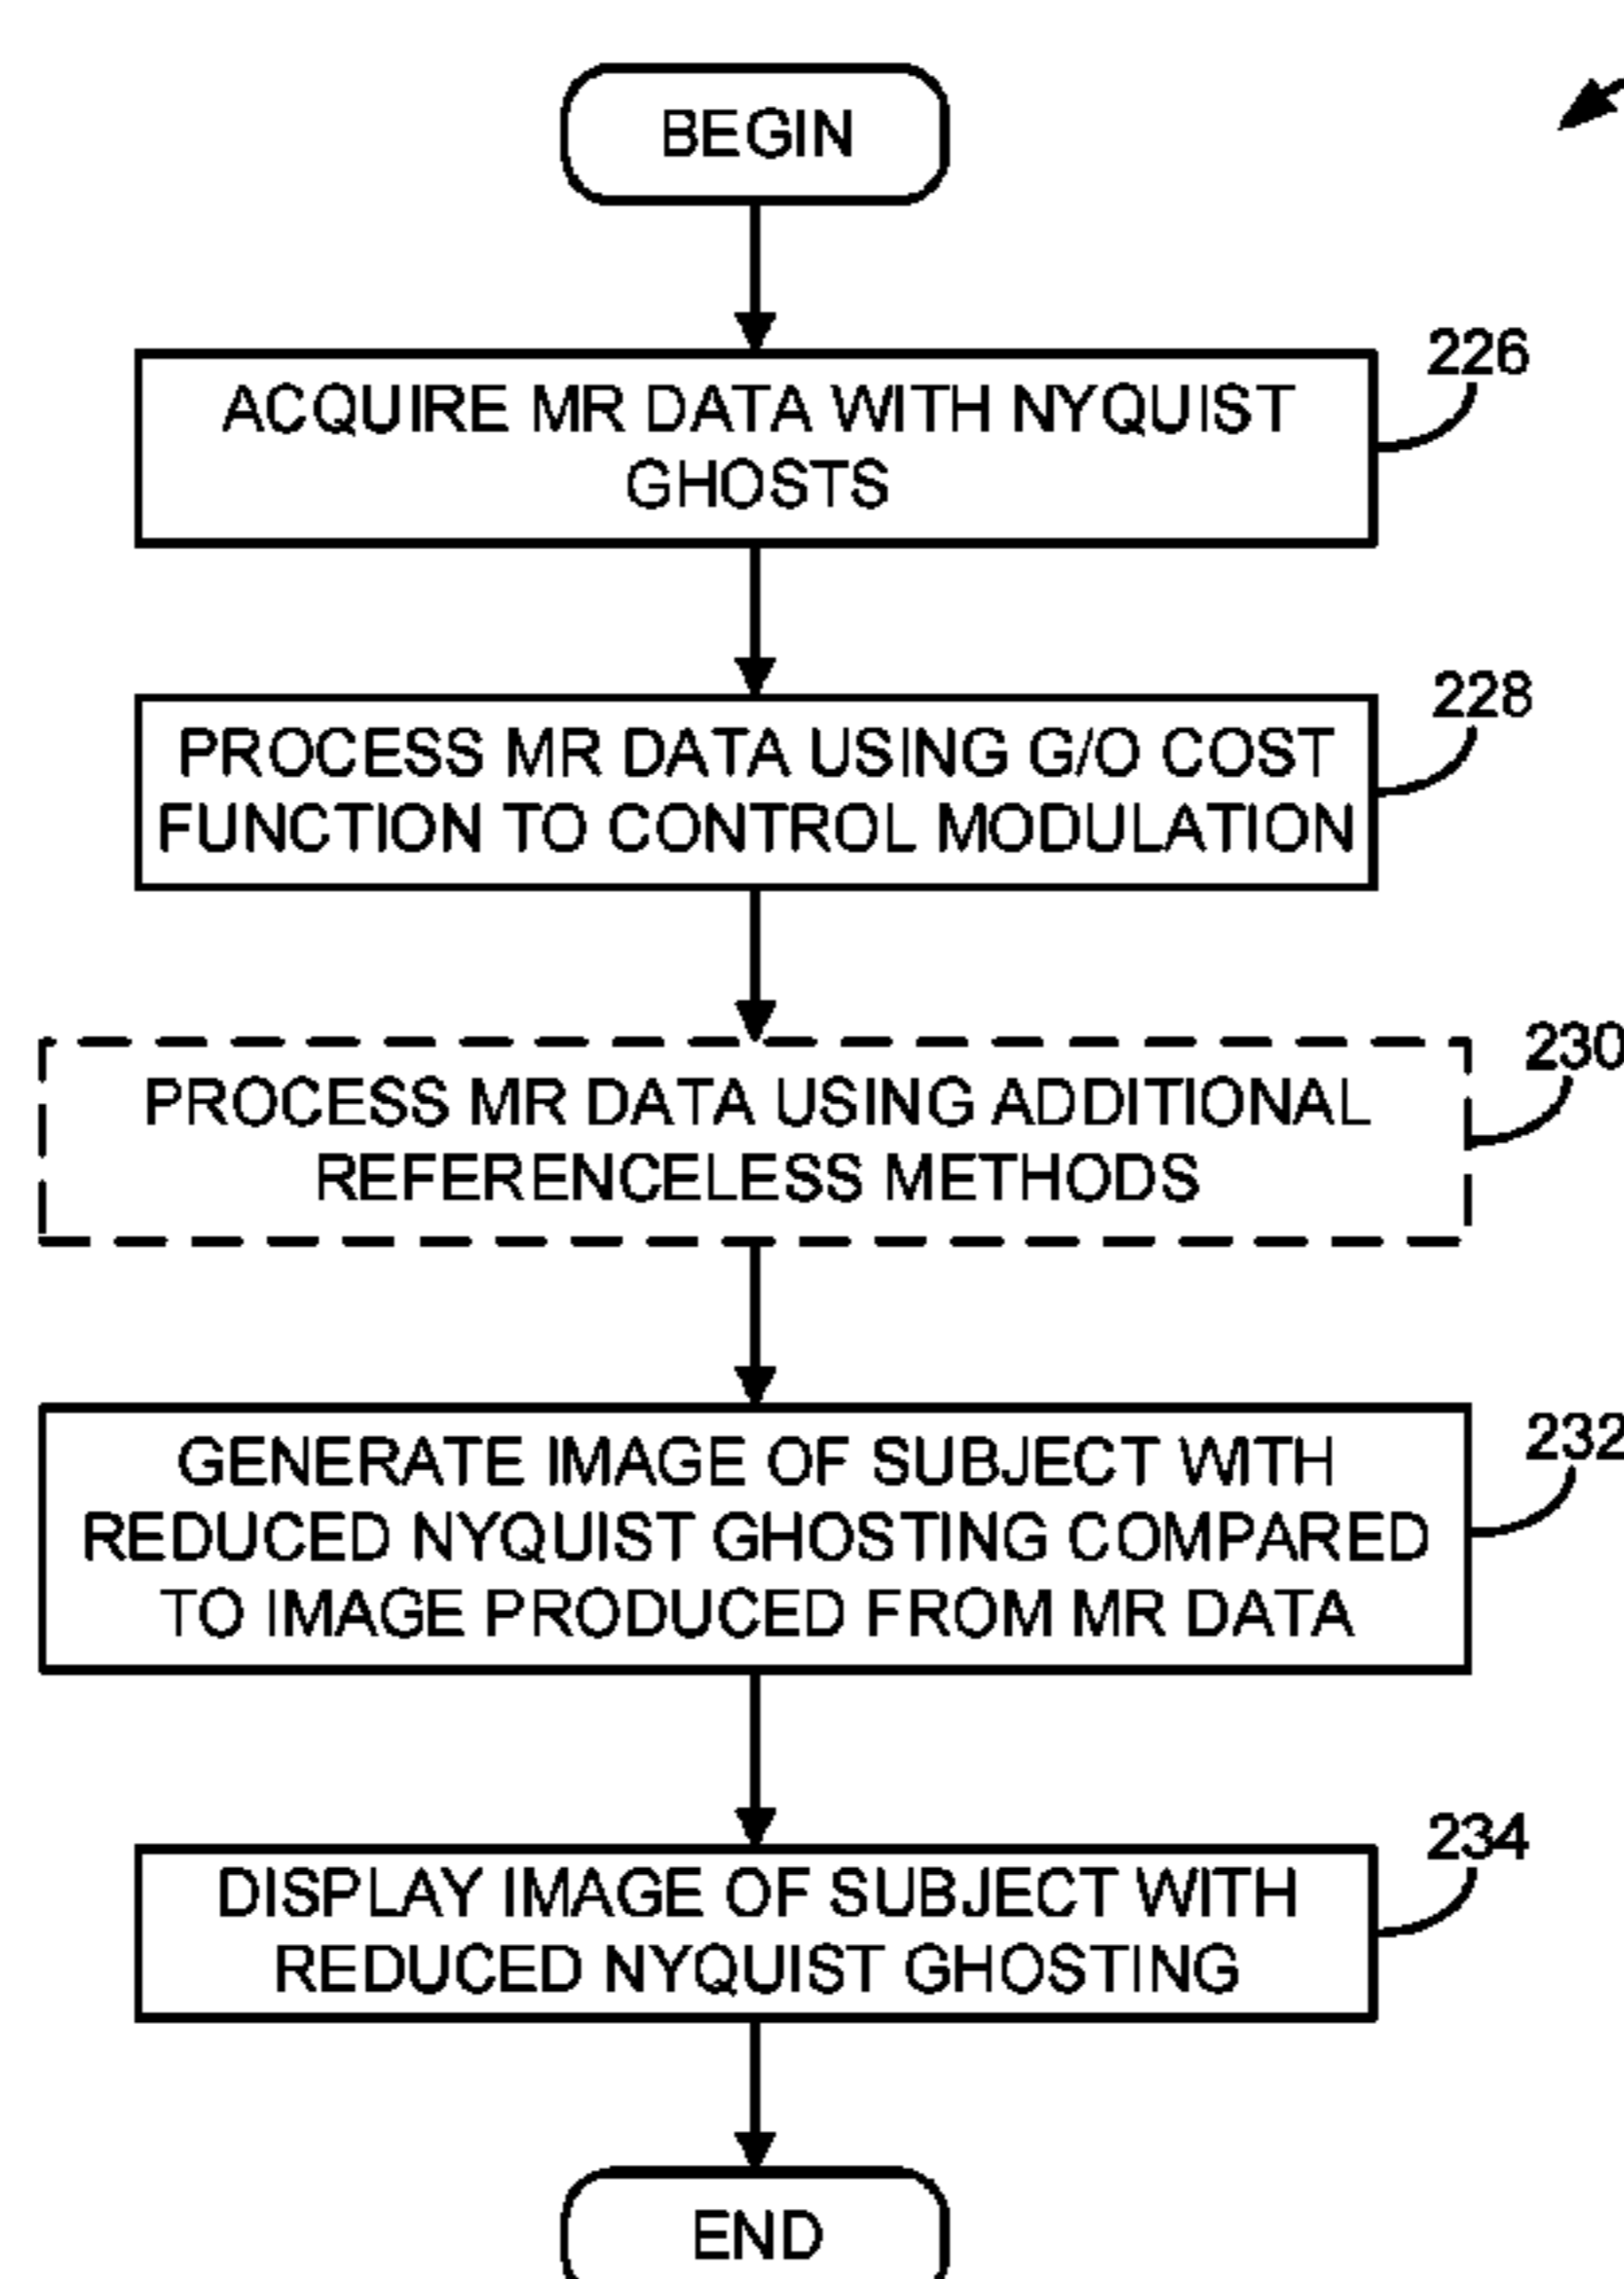 BEGIN
226
ACQUIRE MR DATA WITH NYQUIST
GHOSTS
228
PROCESS MR DATA USING G/O COST
FUNCTION TO CONTROL MODULATION
230
PROCESS MR DATA USING ADDITIONAL
REFERENCELESS METHODS
232
GENERATE IMAGE OF SUBJECT WITH
REDUCED NYQUIST GHOSTING COMPARED
TO IMAGE PRODUCED FROM MR DATA
234
DISPLAY IMAGE OF SUBJECT WITH
REDUCED NYQUIST GHOSTING
END